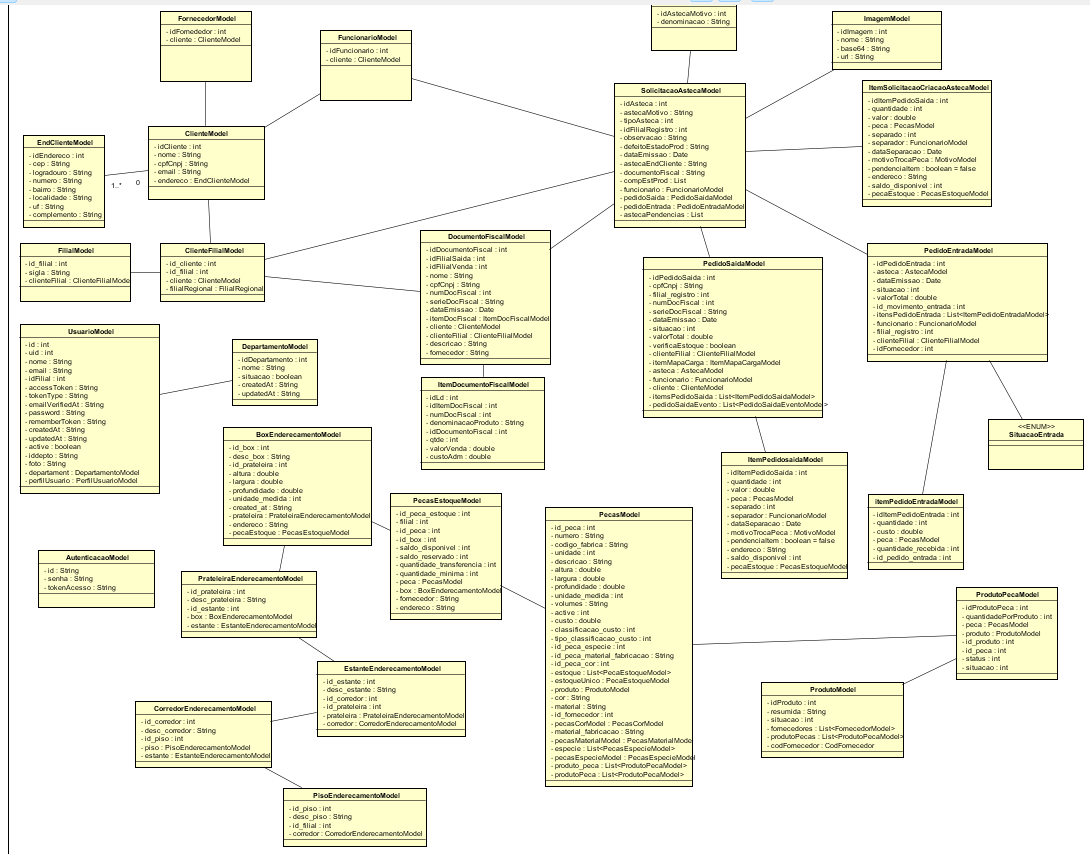 FornecedorModel
- idFornededor : int
- cliente : ClienteModel
FuncionarioModel
- idFuncionario : int
- cliente : ClienteModel
- idAstecaMotivo : int
- denominacao : String
ImagemModel
- idImagem : int
- nome : String
- base64 : String
- url : String
SolicitacaoAstecaModel
- idAsteca : int
- astecaMotivo : String
- tipoAsteca : int
- idFilialRegistro : int
- observacao : String
- defeitoEstadoProd : String
- dataEmissao : Date
- astecaEndCliente : String
- documentoFiscal : String
- compEstProd : List
- funcionario : FuncionarioModel
- pedidoSaida : PedidoSaidaModel
- pedidoEntrada : PedidoEntradaModel
- astecaPendencias : List
ItemSolicitacaoCriacaoAstecaModel
- idItemPedidoSaida : int
- quantidade : int
- valor : double
- peca : PecasModel
- separado : int
- separador : FuncionarioModel
- dataSeparacao : Date
- motivoTrocaPeca : MotivoModel
- pendenciaItem : boolean = false
- endereco : String
- saldo_disponivel : int
- pecaEstoque : PecasEstoqueModel
EndClienteModel
- idEndereco : int
- cep : String
- logradouro : String
- numero : String
- bairro : String
- localidade : String
- uf : String
- complemento : String
1..*
0
ClienteModel
- idCliente : int
- nome : String
- cpfCnpj : String
- email : String
- endereco : EndClienteModel
FilialModel
- id_filial : int
- sigla : String
- clienteFilial : ClienteFilialMode
ClienteFilialModel
- id_cliente : int
- id_filial : int
- cliente : ClienteModel
- filialRegional : FilialRegional
DocumentoFiscalModel
- idDocumentoFiscal : int
- idFilialSaida : int
- idFilialVenda : int
- nome : String
- cpfCnpj : String
- numDocFiscal : int
- serieDocFiscal : String
- dataEmissao : Date
- itemDocFiscal : ItemDocFiscalModel
- cliente : ClienteModel
- clienteFilial : ClienteFilialModel
- descricao : String
- fornecedor : String
PedidoSaidaModel
- idPedidoSaida : int
- cpfCnpj : String
- filial_registro : int
- numDocFiscal : int
- serieDocFiscal : String
- dataEmissao : Date
- situacao : int
- valorTotal : double
- verificaEstoque : boolean
- clienteFilial : ClienteFilialModel
- itemMapaCarga : ItemMapaCargaModel
- asteca : AstecaModel
- funcionario : FuncionarioModel
- cliente : ClienteModel
- itemsPedidoSaida : List<ItemPedidoSaidaModel>
- pedidoSaidaEvento : List<PedidoSaidaEventoModel>
PedidoEntradaModel
- idPedidoEntrada : int
- asteca : AstecaModel
- dataEmissao : Date
- situacao : int
- valorTotal : double
- id_movimento_entrada : int
- itensPedidoEntrada : List<ItemPedidoEntradaModel>
- funcionario : FuncionarioModel
- filial_registro : int
- clienteFilial : ClienteFilialModel
- idFornecedor : int
UsuarioModel
- id : int
- uid : int
- nome : String
- email : String
- idFilial : int
- accessToken : String
- tokenType : String
- emailVerifiedAt : String
- password : String
- rememberToken : String
- createdAt : String
- updatedAt : String
- active : boolean
- iddepto : String
- foto : String
- department : DepartamentoModel
- perfilUsuario : PerfilUsuarioModel
DepartamentoModel
- idDepartamento : int
- nome : String
- situacao : boolean
- createdAt : String
- updatedAt : String
ItemDocumentoFiscalModel
- idLd : int
- idItemDocFiscal : int
- numDocFiscal : int
- denominacaoProduto : String
- idDocumentoFiscal : int
- qtde : int
- valorVenda : double
- custoAdm : double
BoxEnderecamentoModel
- id_box : int
- desc_box : String
- id_prateleira : int
- altura : double
- largura : double
- profundidade : double
- unidade_medida : int
- created_at : String
- prateleira : PrateleiraEnderecamentoModel
- endereco : String
- pecaEstoque : PecasEstoqueModel
<<ENUM>>
SituacaoEntrada
ItemPedidosaidaModel
- idItemPedidoSaida : int
- quantidade : int
- valor : double
- peca : PecasModel
- separado : int
- separador : FuncionarioModel
- dataSeparacao : Date
- motivoTrocaPeca : MotivoModel
- pendenciaItem : boolean = false
- endereco : String
- saldo_disponivel : int
- pecaEstoque : PecasEstoqueModel
itemPedidoEntradaModel
- idItemPedidoEntrada : int
- quantidade : int
- custo : double
- peca : PecasModel
- quantidade_recebida : int
- id_pedido_entrada : int
PecasEstoqueModel
- id_peca_estoque : int
- filial : int
- id_peca : int
- id_box : int
- saldo_disponivel : int
- saldo_reservado : int
- quantidade_transferencia : int
- quantidade_minima : int
- peca : PecasModel
- box : BoxEnderecamentoModel
- fornecedor : String
- endereco : String
PecasModel
- id_peca : int
- numero : String
- codigo_fabrica : String
- unidade : int
- descricao : String
- altura : double
- largura : double
- profundidade : double
- unidade_medida : int
- volumes : String
- active : int
- custo : double
- classificacao_custo : int
- tipo_classificacao_custo : int
- id_peca_especie : int
- id_peca_material_fabricacao : String
- id_peca_cor : int
- estoque : List<PecasEstoqueModel>
- estoqueUnico : PecasEstoqueModel
- produto : ProdutoModel
- cor : String
- material : String
- id_fornecedor : int
- pecasCorModel : PecasCorModel
- material_fabricacao : String
- pecasMaterialModel : PecasMaterialModel
- especie : List<PecasEspecieModel>
- pecasEspecieModel : PecasEspecieModel
- produto_peca : List<ProdutoPecaModel>
- produtoPeca : List<ProdutoPecaModel>
AutenticacaoModel
- id : String
- senha : String
- tokenAcesso : String
PrateleiraEnderecamentoModel
- id_prateleira : int
- desc_prateleira : String
- id_estante : int
- box : BoxEnderecamentoModel
- estante : EstanteEnderecamentoModel
ProdutoPecaModel
- idProdutoPeca : int
- quantidadePorProduto : int
- peca : PecasModel
- produto : ProdutoModel
- id_produto : int
- id_peca : int
- status : int
- situacao : int
EstanteEnderecamentoModel
- id_estante : int
- desc_estante : String
- id_corridor : int
- id_prateleira : int
- prateleira : PrateleiraEnderecamentoModel
- corredor : CorredorEnderecamentoModel
ProdutoModel
- idProduto : int
- resumida : String
- situacao : int
- fornecedores : List<FornecedorModel>
- produtoPecas : List<ProdutoPecaModel>
- codFornecedor : CodFornecedor
CorredorEnderecamentoModel
- id_corredor : int
- desc_corredor : String
- id_piso : int
- piso : PisoEnderecamentoModel
- estante : EstanteEnderecamentoModel
PisoEnderecamentoModel
- id_piso : int
- desc_piso : String
- id_filial : int
- corredor : CorredorEnderecamentoModel